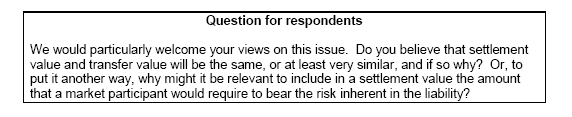 Question for respondents
We would particularly welcome your views on this issue.  Do you believe that settlement
value and transfer value will be the same, or at least very similar, and if so why?  Or, to
put it another way, why might it be relevant to include in a settlement value the amount
that a market participant would require to bear the risk inherent in the liability?